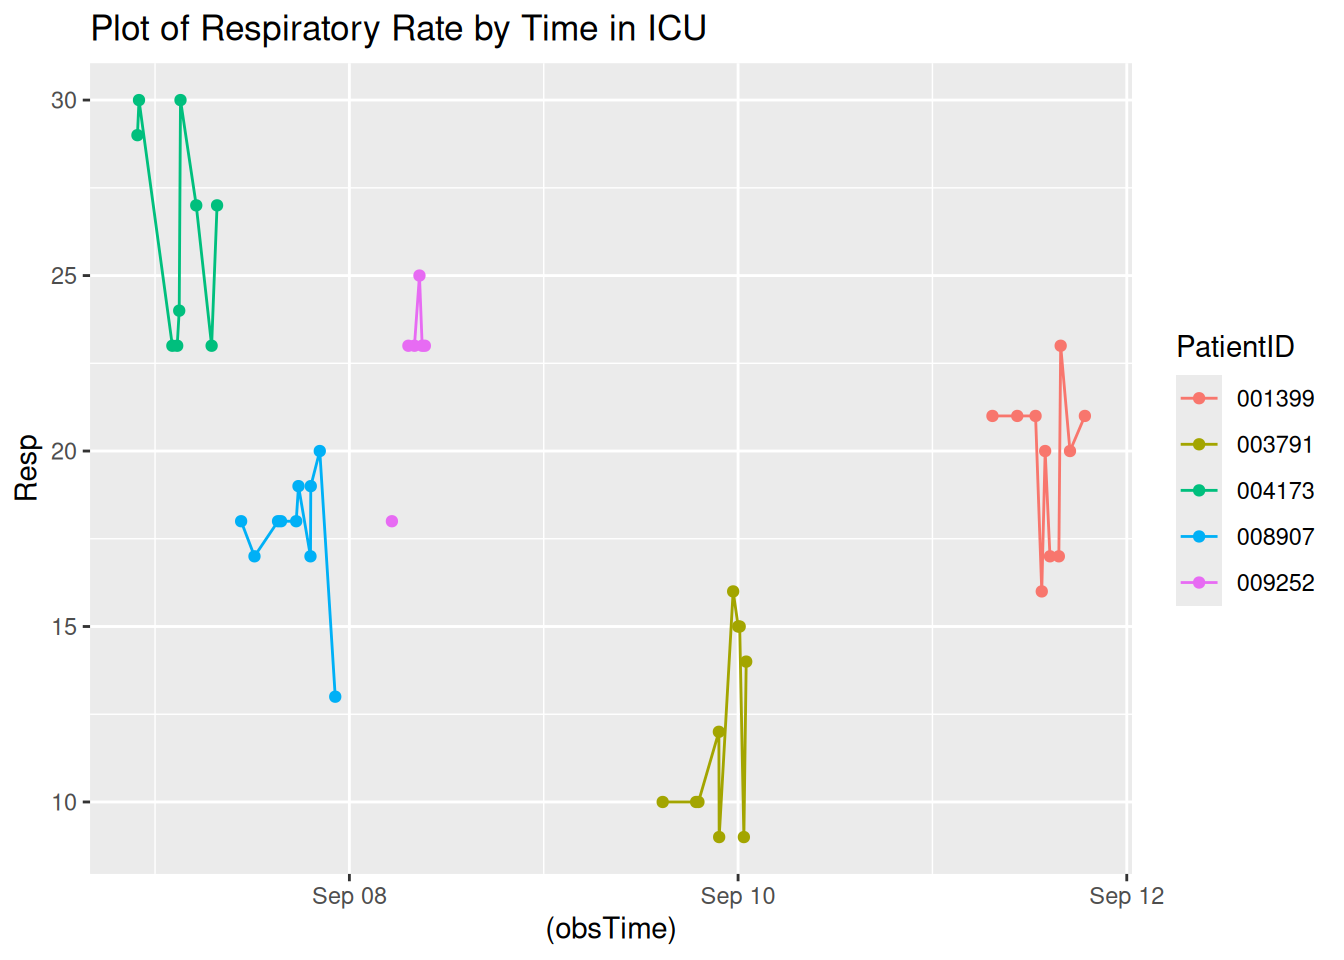 Plot of Respiratory Rate by Time in ICU
30
25
20
15
10
Resp
Sep 08
Sep 10
Sep 12
(obsTime)
PatientID
001399
003791
004173
008907
009252